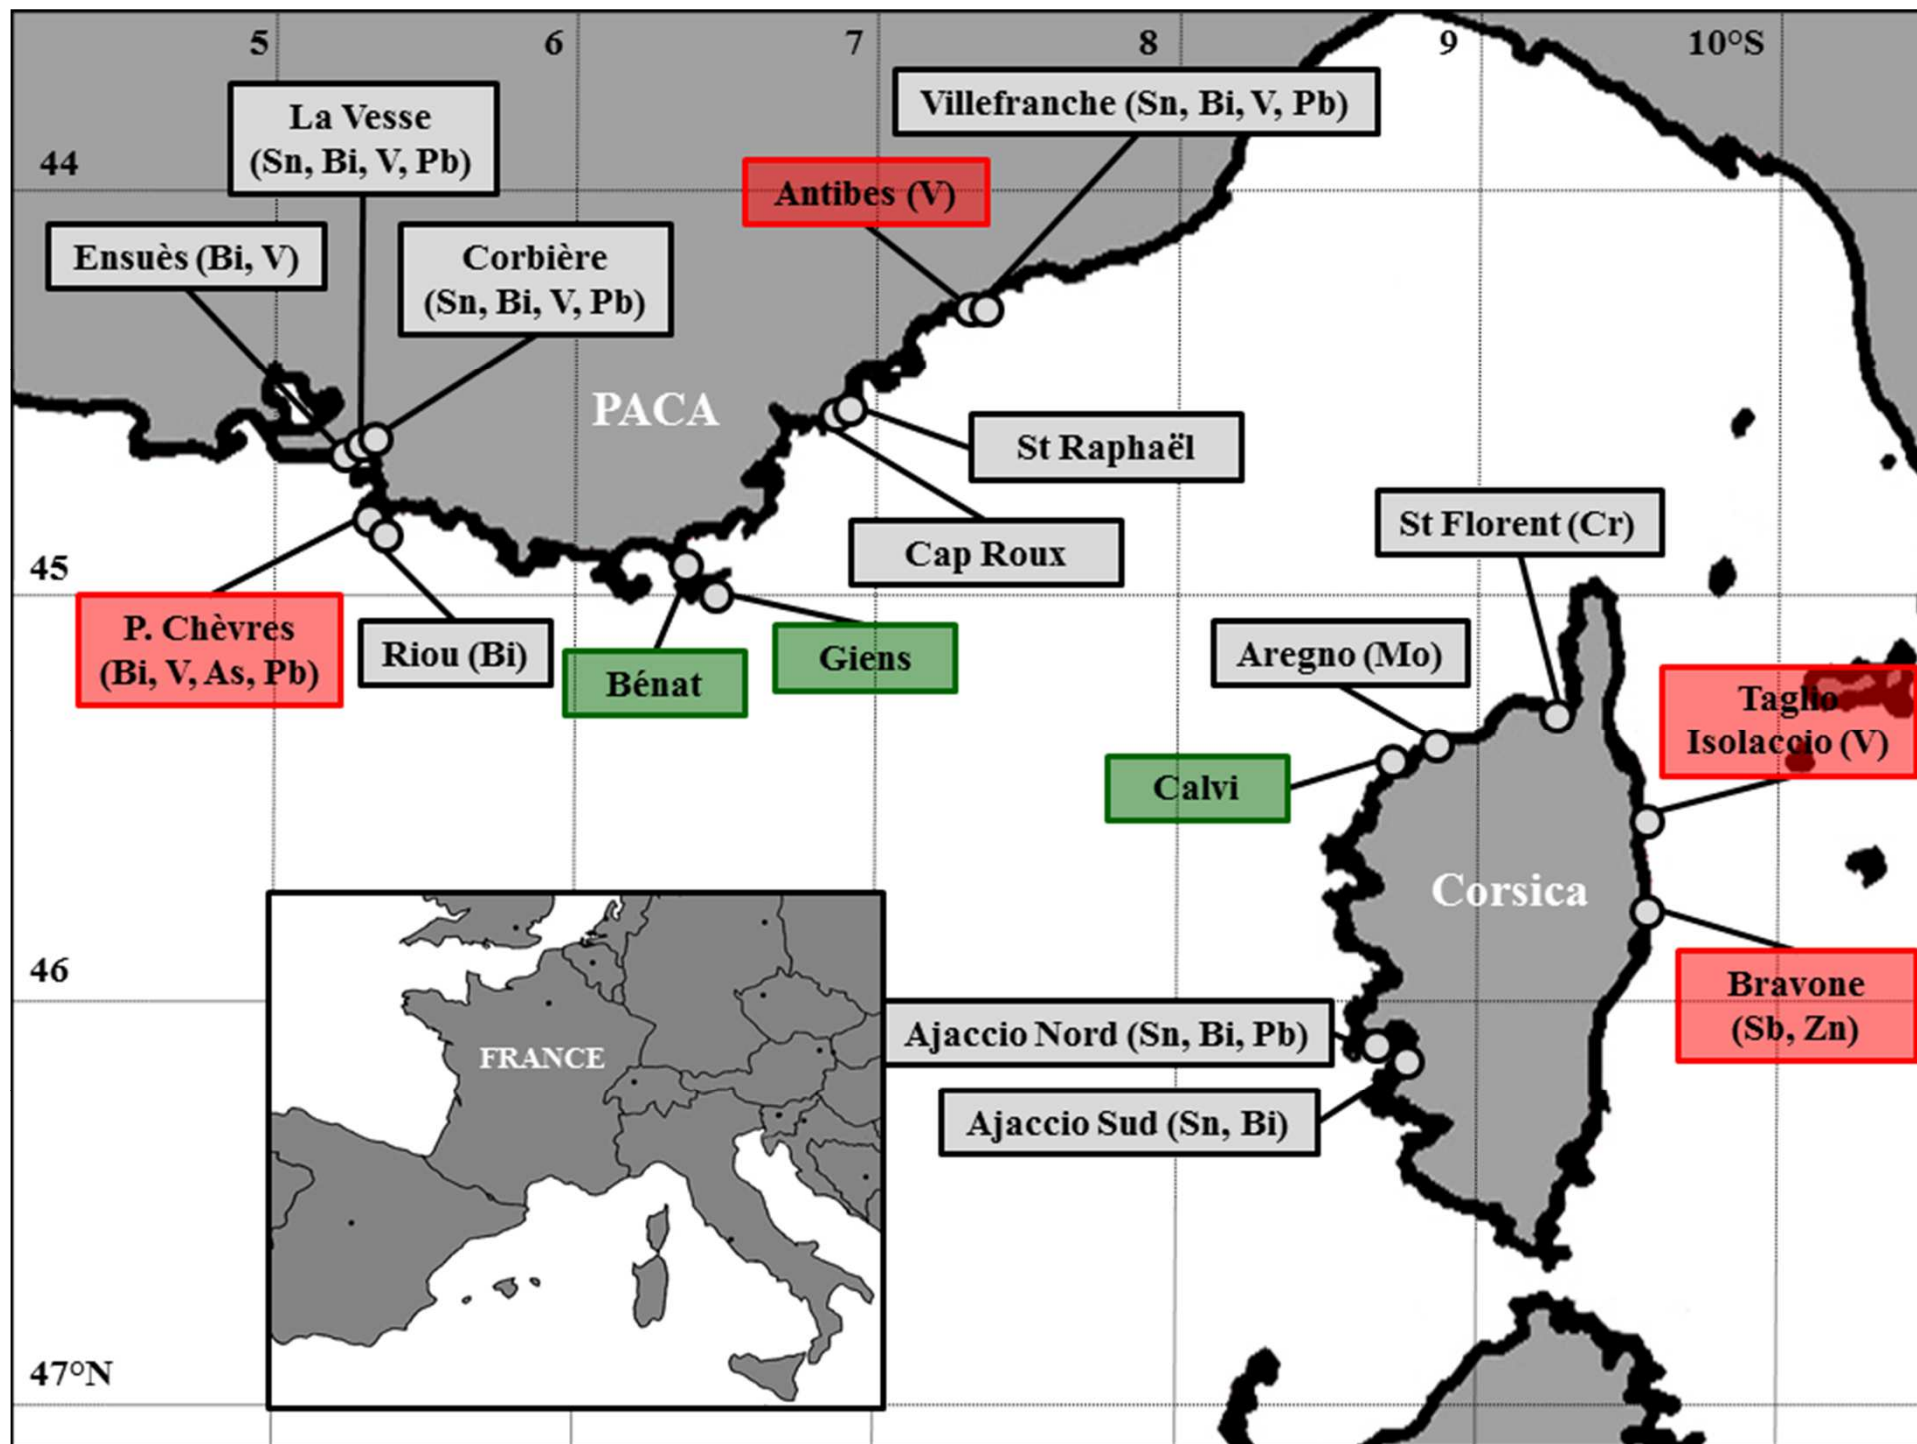 5
6
7
8
9
10°S
La Vesse
(Sn, Bi, V, Pb)
Villefranche (Sn, Bi, V, Pb)
44
Antibes (V)
Ensuès (Bi, V)
Corbière
(Sn, Bi, V, Pb)
PACA
St Raphaël
Cap Roux
St Florent (Cr)
45
P. Chèvres
(Bi, V, As, Pb)
Riou (Bi)
Bénat
Giens
Aregno (Mo)
Taglio
Isolaccio (V)
Calvi
Corsica
46
Bravone
(Sb, Zn)
Ajaccio Nord (Sn, Bi, Pb)
FRANCE
Ajaccio Sud (Sn, Bi)
47°N